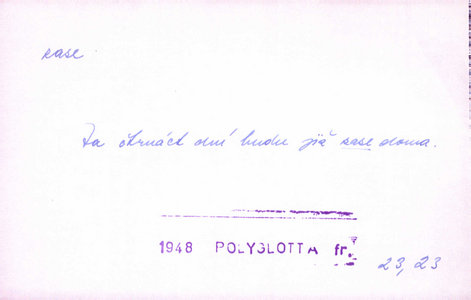 zase
Za čtrnáct dní budu již zase doma.
1948 POLYGLOTTA fr.
23, 23